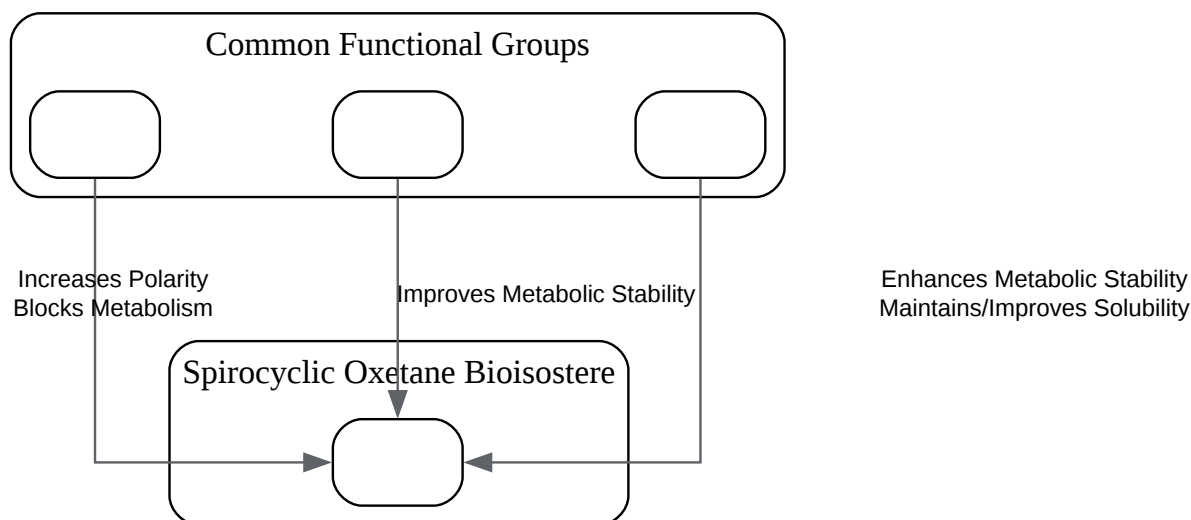 Common Functional Groups
Increases Polarity
Blocks Metabolism
Improves Metabolic Stability
Enhances Metabolic Stability
Maintains/Improves Solubility
Spirocyclic Oxetane Bioisostere